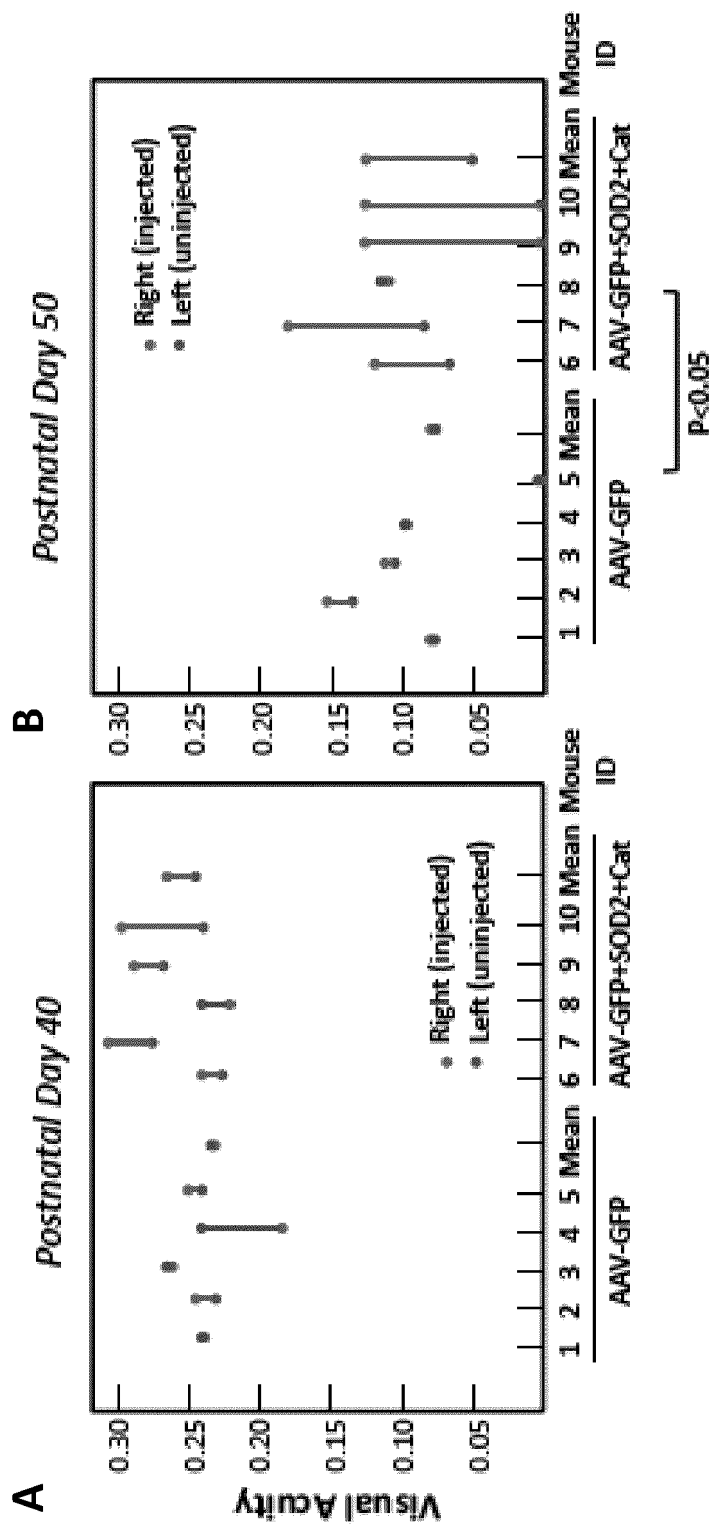 A
Postnatal Day 40
Visual Acuity
0.30
0.25
0.20
0.15
0.10
0.05
Right (injected)
Left (uninjected)
1 2 3 4 5 Mean 6 7 8 9 10 Mean Mouse ID
AAV-GFP AAV-GFP+SOD2+Cat
B
Postnatal Day 50
0.30
0.25
0.20
0.15
0.10
0.05
Right (injected)
Left (uninjected)
1 2 3 4 5 Mean 6 7 8 9 10 Mean Mouse ID
AAV-GFP AAV-GFP+SOD2+Cat
P<0.05